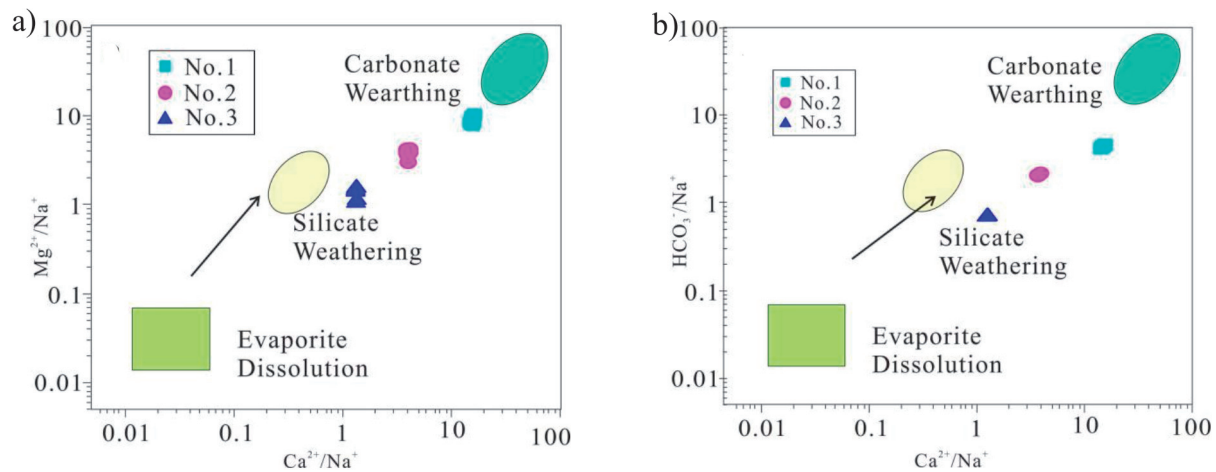 a)
100
10
1
0.1
0.01
Mg²⁺/Na⁺
No.1
No.2
No.3
Carbonate
Wearthing
Silicate
Weathering
Evaporite
Dissolution
0.01
0.1
1
10
100
Ca²⁺/Na⁺
b)
100
10
1
0.1
0.01
HCO₃⁻/Na⁺
No.1
No.2
No.3
Carbonate
Wearthing
Silicate
Weathering
Evaporite
Dissolution
0.01
0.1
1
10
100
Ca²⁺/Na⁺